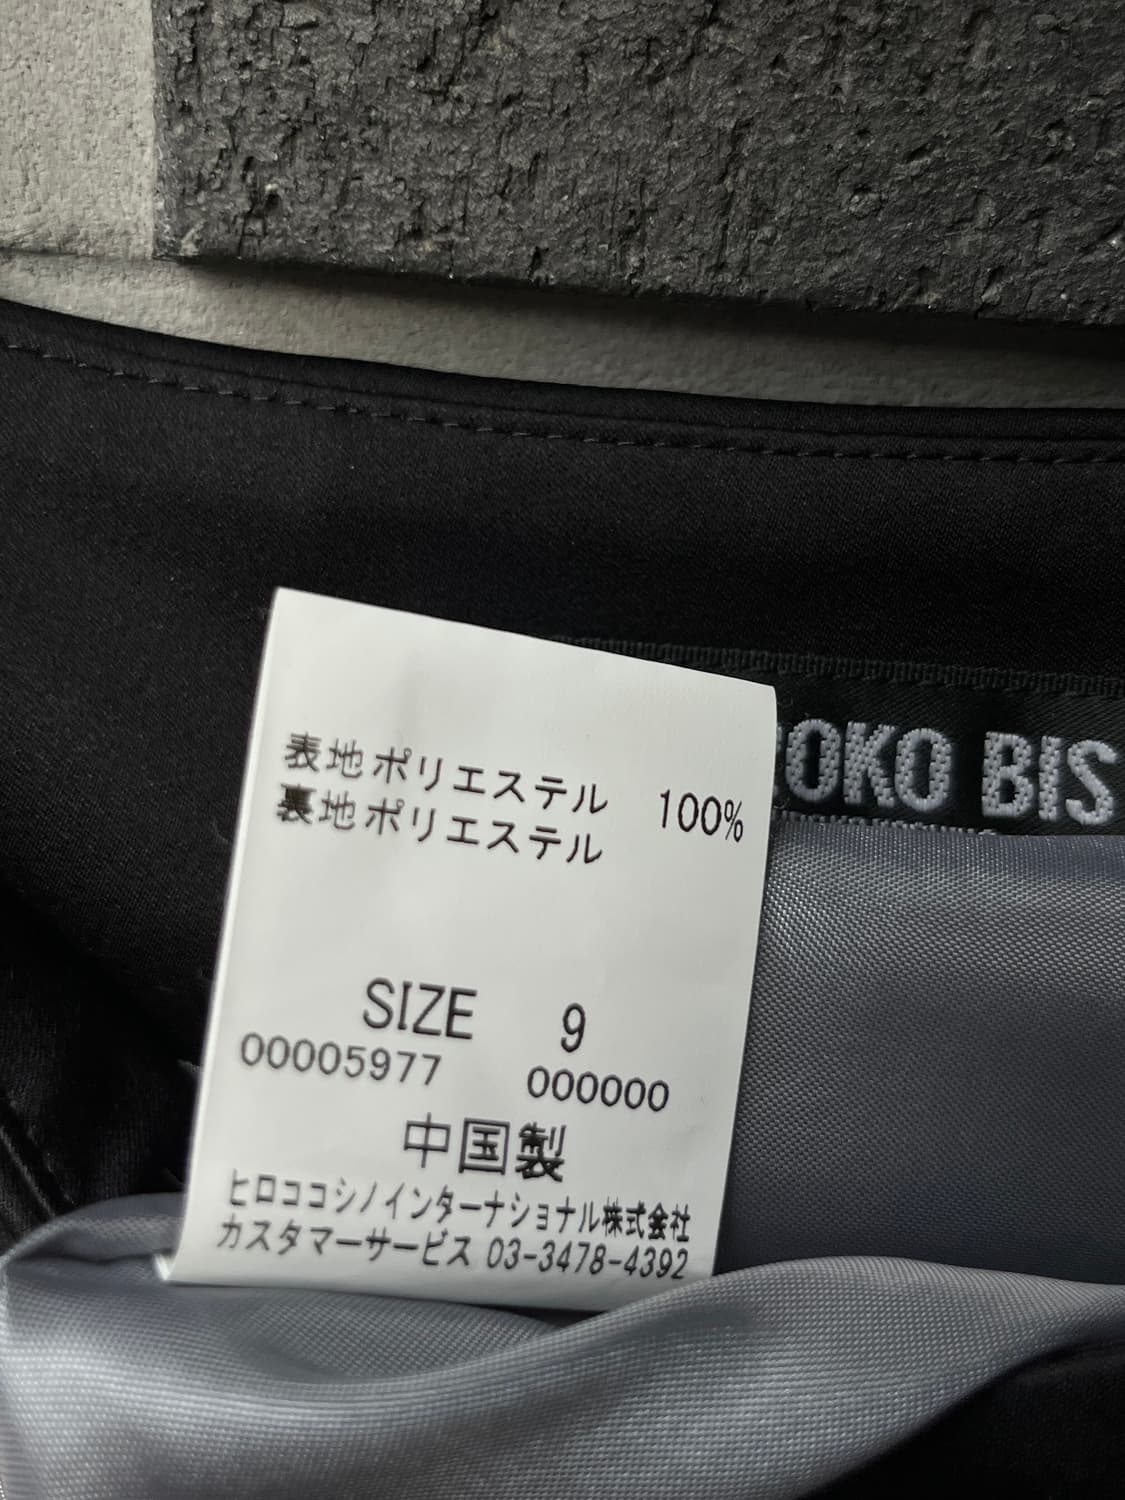 表地ポリエステル 100%
裏地ポリエステル
OKO BIS
SIZE 9
00005977 000000
中国製
ヒロココシノインターナショナル株式会社
カスタマーサービス 03-3478-4392